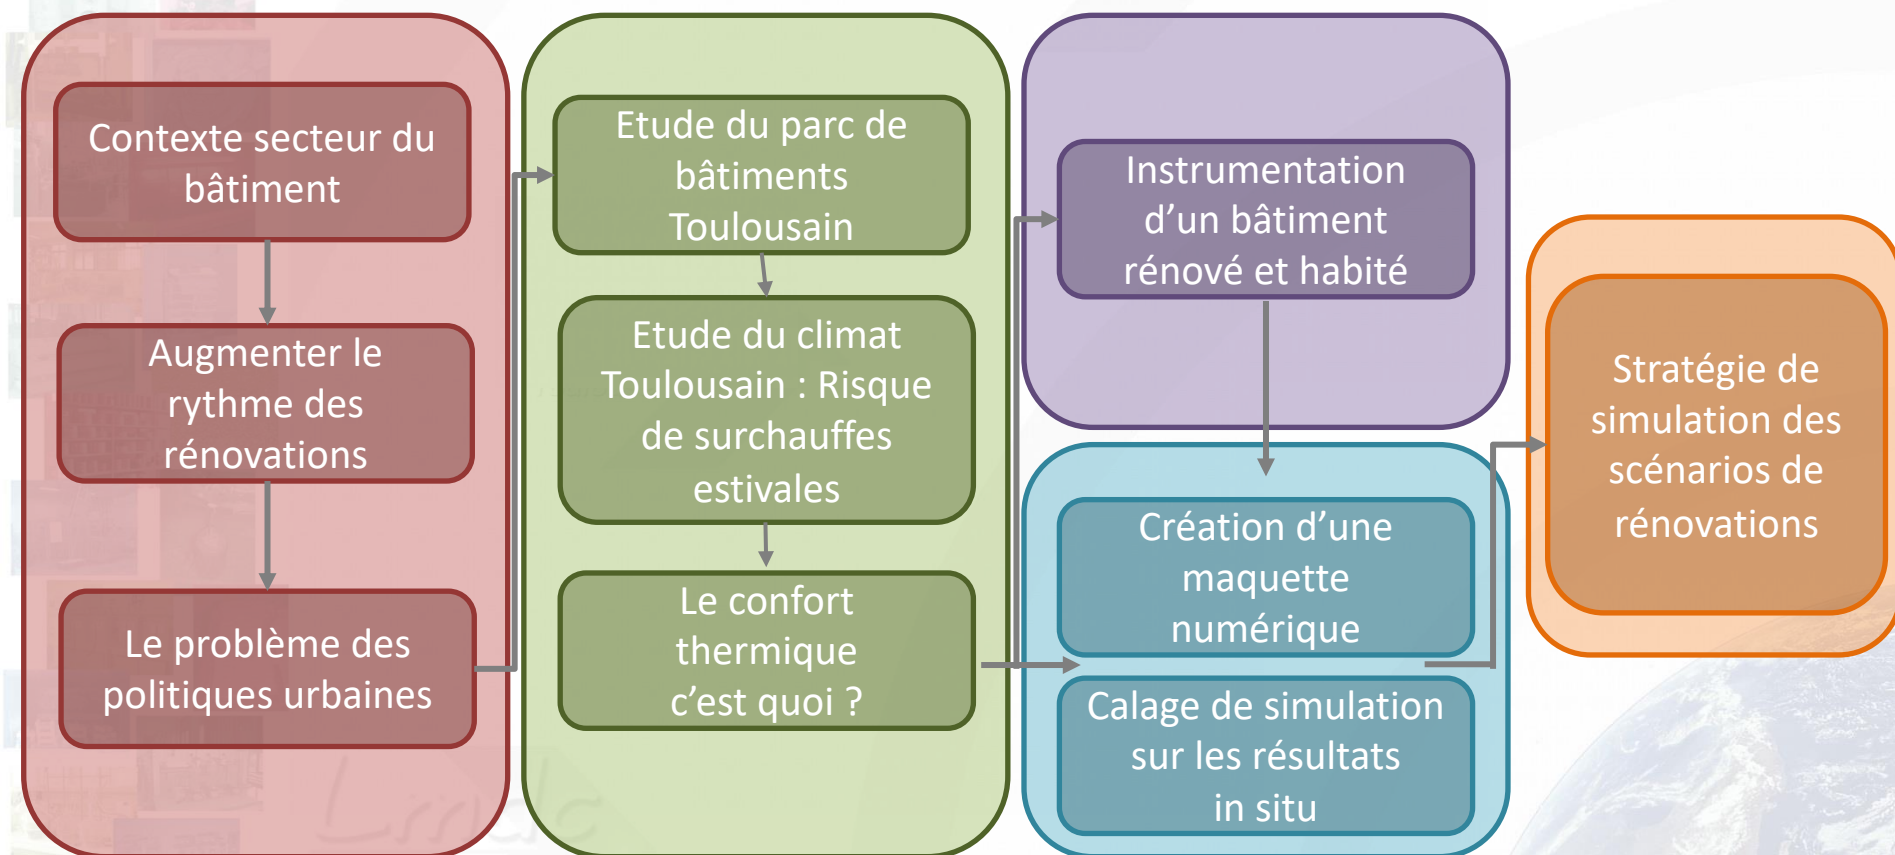 Contexte secteur du
bâtiment
Augmenter le
rythme des
rénovations
Le problème des
politiques urbaines
Etude du parc de
bâtiments
Toulousain
Etude du climat
Toulousain : Risque
de surchauffes
estivales
Le confort
thermique
c’est quoi ?
Instrumentation
d’un bâtiment
rénové et habité
Création d’une
maquette
numérique
Calage de simulation
sur les résultats
in situ
Stratégie de
simulation des
scénarios de
rénovations
Lmdc